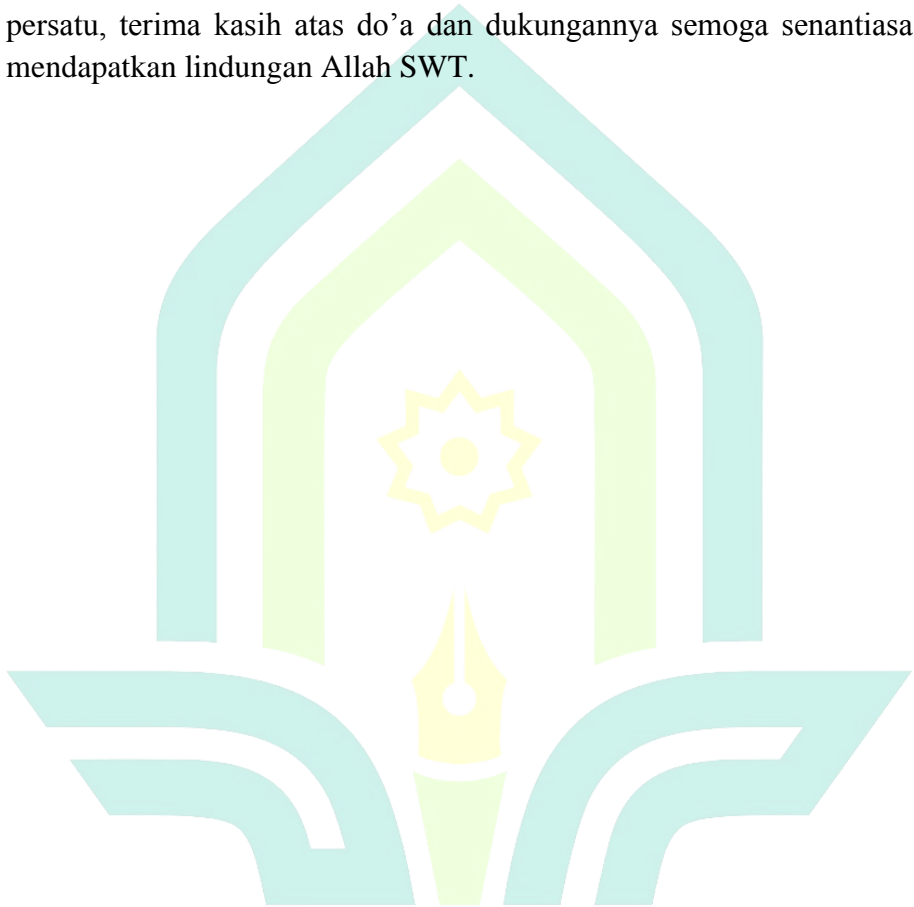 persatu, terima kasih atas do’a dan dukungannya semoga senantiasa
mendapatkan lindungan Allah SWT.